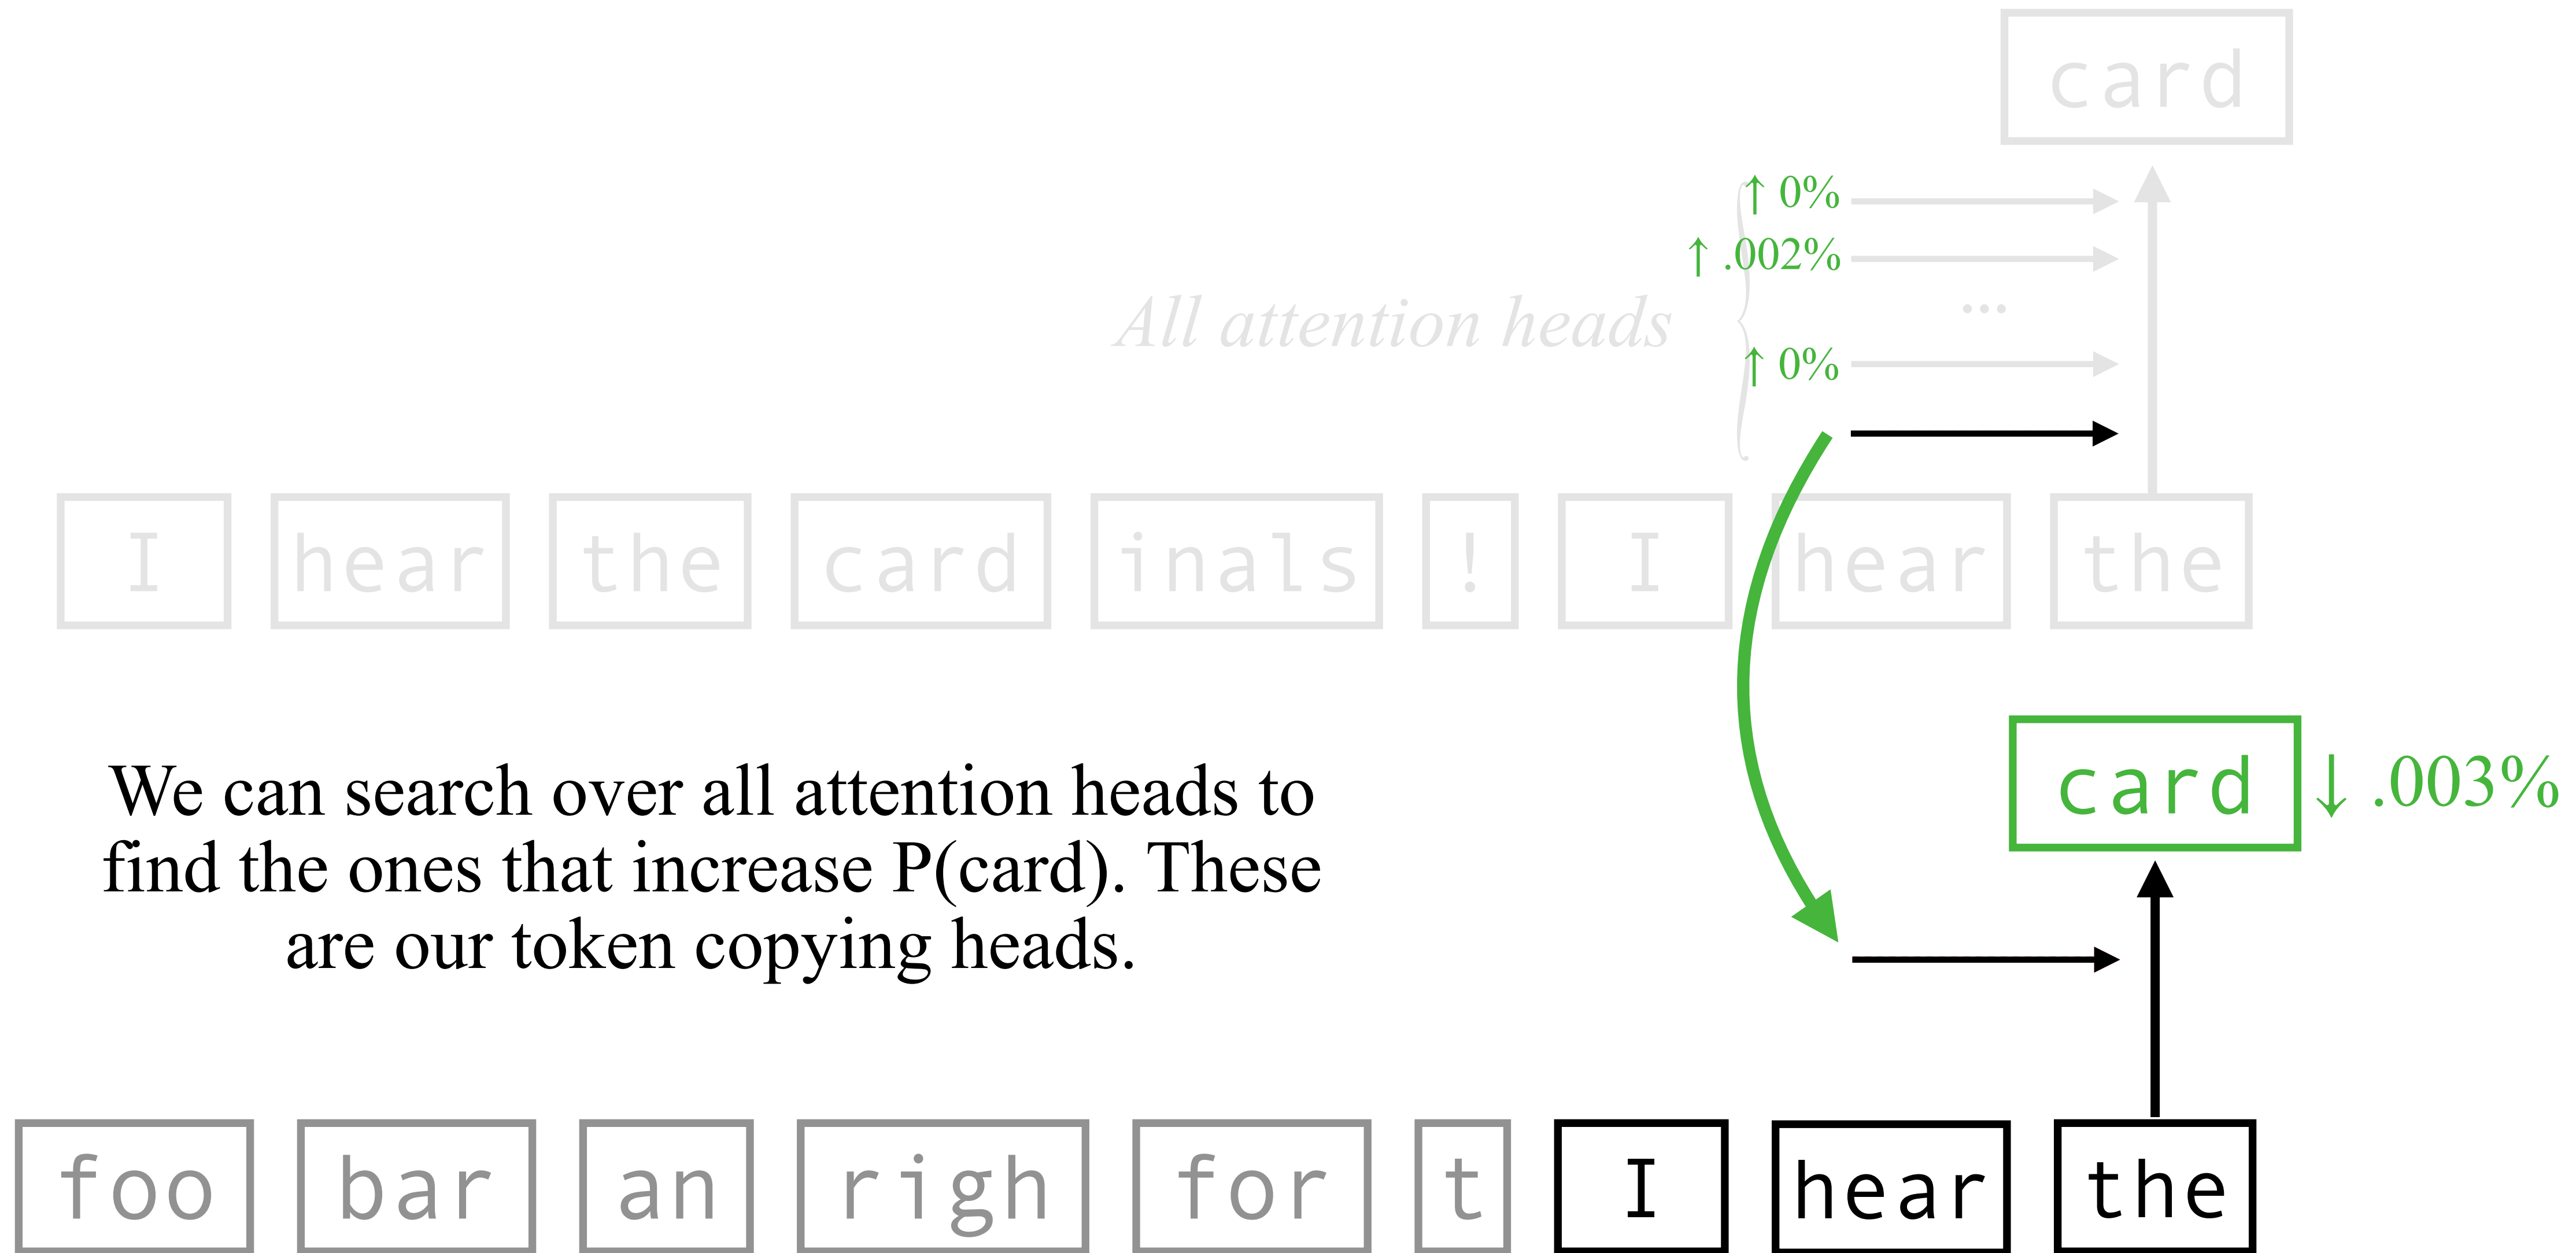 card
↑ 0%
↑ .002%
All attention heads
...
↑ 0%
I hear the card inals ! I hear the
card ↓ .003%
We can search over all attention heads to
find the ones that increase P(card). These
are our token copying heads.
foo bar an righ for t I hear the